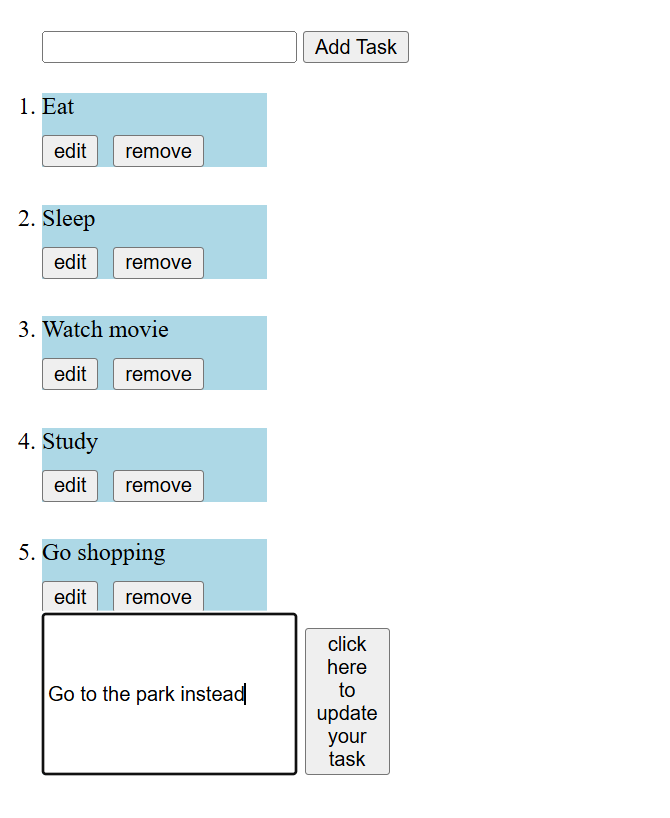 Add Task
1. Eat
edit remove
2. Sleep
edit remove
3. Watch movie
edit remove
4. Study
edit remove
5. Go shopping
edit remove
Go to the park instead
click
here
to
update
your
task